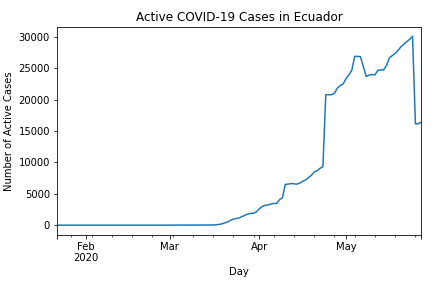 Active COVID-19 Cases in Ecuador
Number of Active Cases
30000
25000
20000
15000
10000
5000
0
Feb
2020
Mar
Apr
May
Day